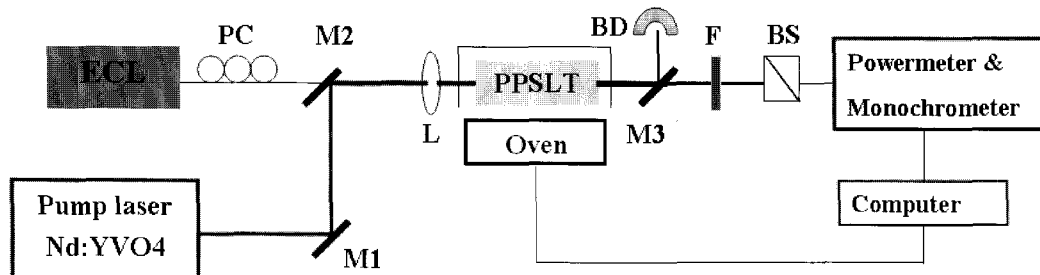 PC
M2
BD
F
BS
ECL
PPSLT
Powermeter &
Monochrometer
L
M3
Oven
Pump laser
Nd:YVO4
M1
Computer